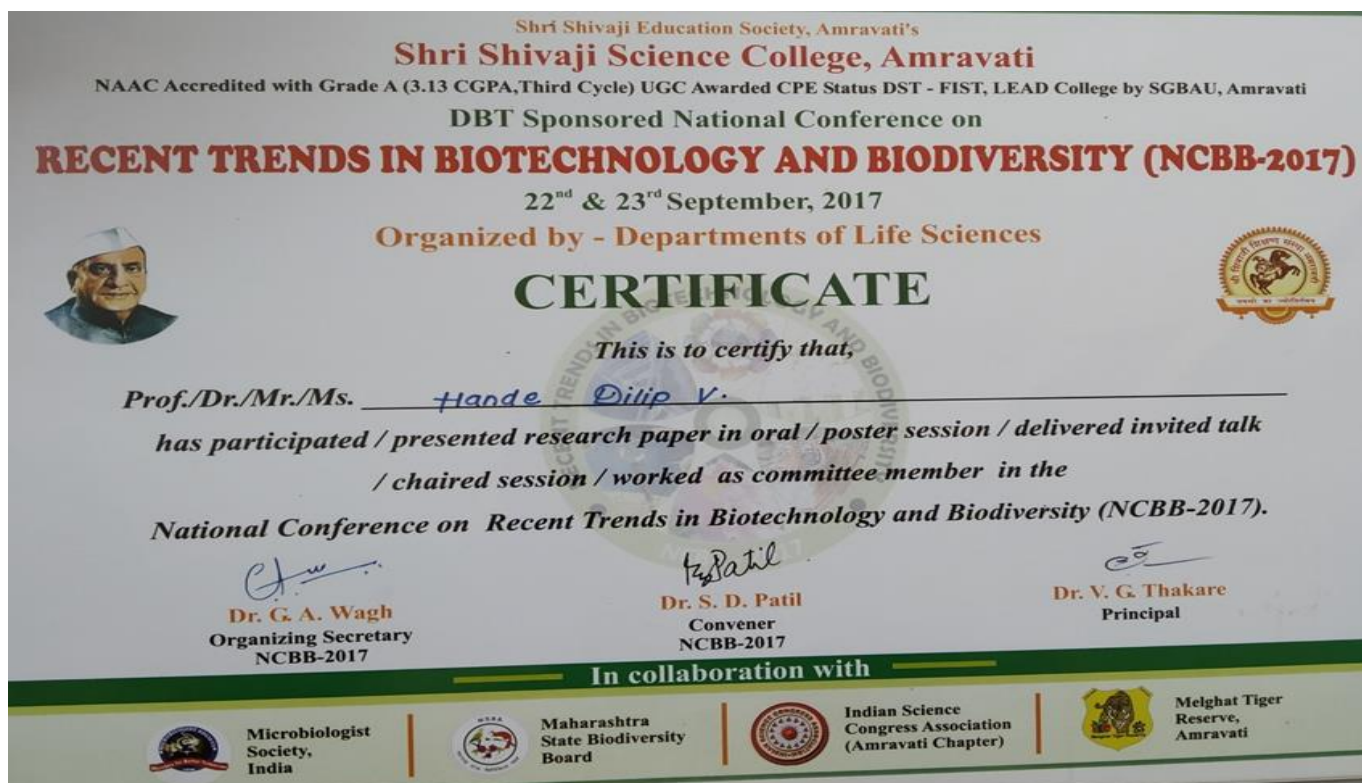 Shri Shivaji Education Society, Amravati's
Shri Shivaji Science College, Amravati
NAAC Accredited with Grade A (3.13 CGPA,Third Cycle) UGC Awarded CPE Status DST - FIST, LEAD College by SGBAU, Amravati
DBT Sponsored National Conference on
RECENT TRENDS IN BIOTECHNOLOGY AND BIODIVERSITY (NCBB-2017)
22nd & 23rd September, 2017
Organized by - Departments of Life Sciences
CERTIFICATE
This is to certify that,
Prof./Dr./Mr./Ms. Hande Dilip V.
has participated / presented research paper in oral / poster session / delivered invited talk
/ chaired session / worked as committee member in the
National Conference on Recent Trends in Biotechnology and Biodiversity (NCBB-2017).
Patil
Dr. G. A. Wagh
Organizing Secretary
NCBB-2017
Dr. S. D. Patil
Convener
NCBB-2017
Dr. V. G. Thakare
Principal
In collaboration with
Microbiologist
Society,
India
Maharashtra
State Biodiversity
Board
Indian Science
Congress Association
(Amravati Chapter)
Melghat Tiger
Reserve,
Amravati